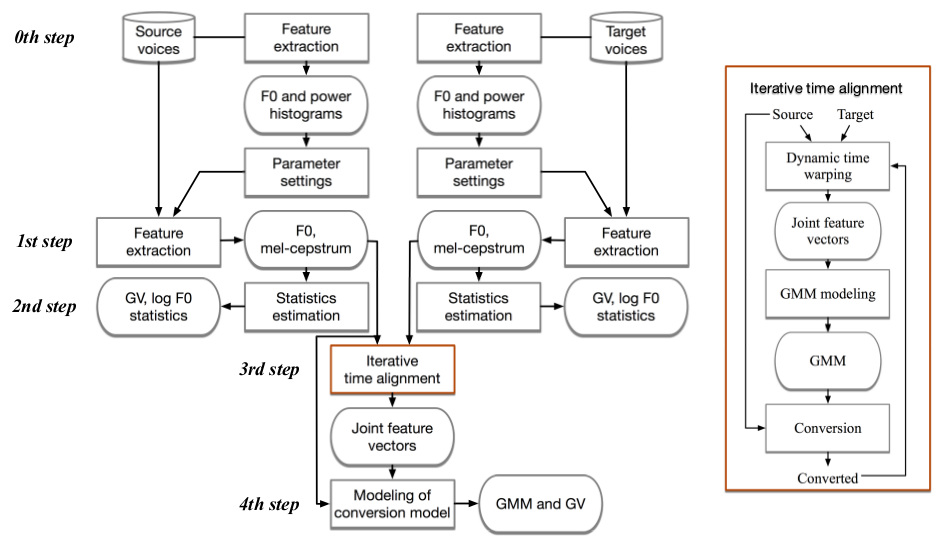 0th step
Source
voices
Feature
extraction
Feature
extraction
Target
voices
F0 and power
histograms
F0 and power
histograms
Parameter
settings
Parameter
settings
1st step
Feature
extraction
F0,
mel-cepstrum
F0,
mel-cepstrum
Feature
extraction
2nd step
GV, log F0
statistics
Statistics
estimation
Statistics
estimation
GV, log F0
statistics
3rd step
Iterative
time alignment
Joint feature
vectors
4th step
Modeling of
conversion model
GMM and GV
Iterative time alignment
Source
Target
Dynamic time
warping
Joint feature
vectors
GMM modeling
GMM
Conversion
Converted